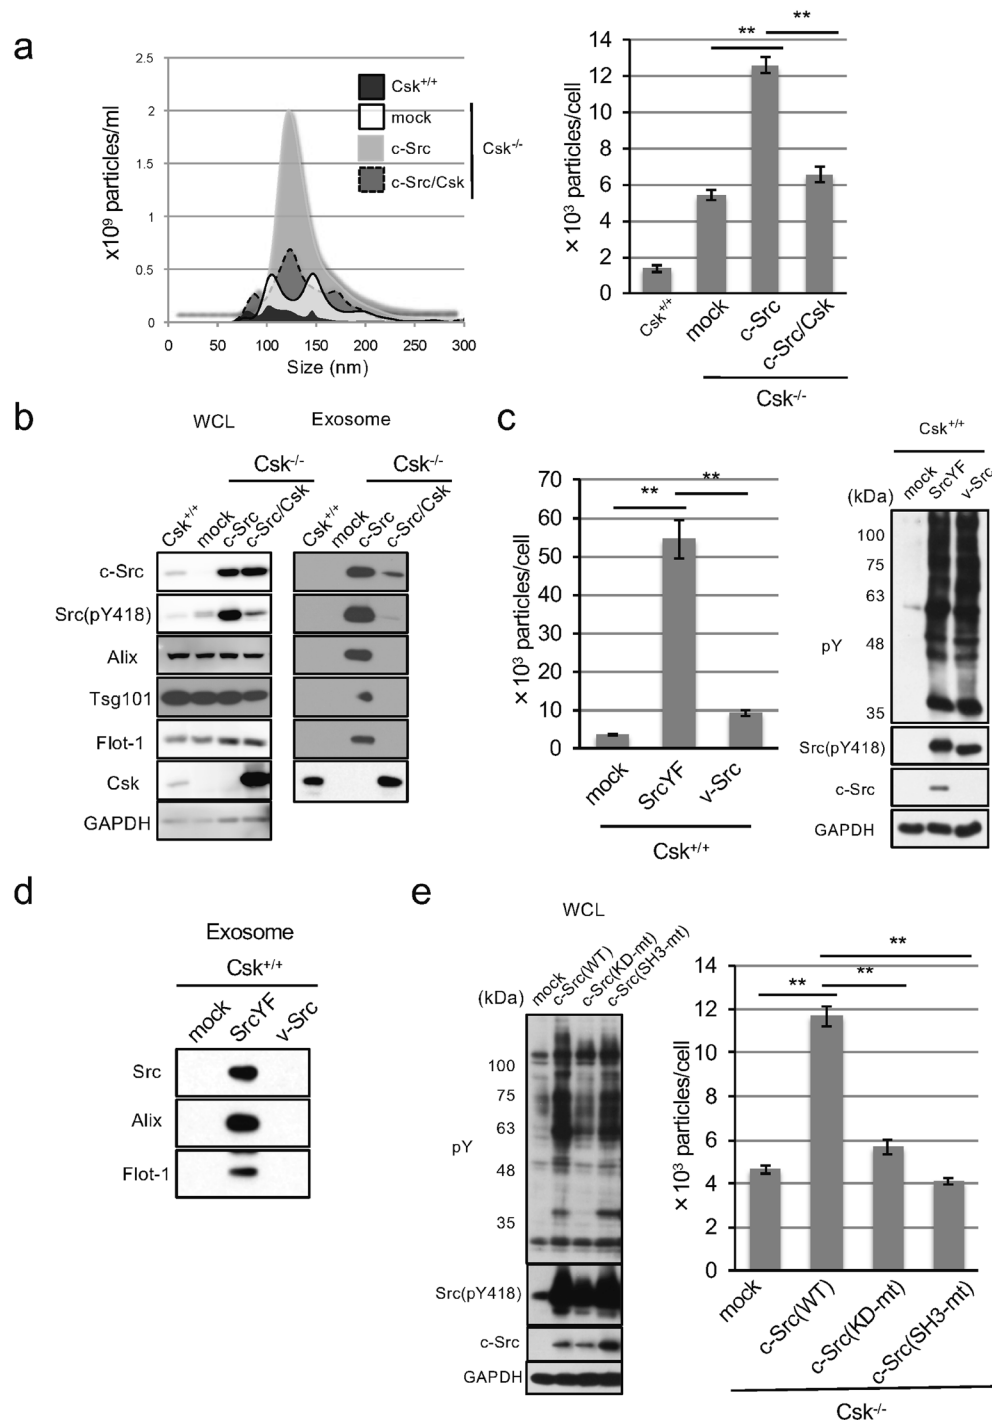 a
2.5
2
1.5
1
0.5
0
x10⁹ particles/ml
0 50 100 150 200 250 300
Size (nm)
Csk+/+
mock
c-Src
c-Src/Csk
Csk-/-
** **
14
12
10
8
6
4
2
0
×10³ particles/cell
Csk+/+ mock c-Src c-Src/Csk
Csk-/-
b
WCL Exosome
Csk-/- Csk-/-
Csk+/+ mock c-Src c-Src/Csk Csk+/+ mock c-Src c-Src/Csk
c-Src
Src(pY418)
Alix
Tsg101
Flot-1
Csk
GAPDH
c
** **
70
60
50
40
30
20
10
0
×10³ particles/cell
mock SrcYF v-Src
Csk+/+
Csk+/+
mock SrcYF v-Src
(kDa)
100
75
63
pY 48
35
Src(pY418)
c-Src
GAPDH
d
Exosome
Csk+/+
mock SrcYF v-Src
Src
Alix
Flot-1
e
WCL
mock c-Src(WT) c-Src(KD-mt) c-Src(SH3-mt)
(kDa)
100
75
63
pY
48
35
Src(pY418)
c-Src
GAPDH
**
** **
14
12
10
8
6
4
2
0
×10³ particles/cell
mock c-Src(WT) c-Src(KD-mt) c-Src(SH3-mt)
Csk-/-